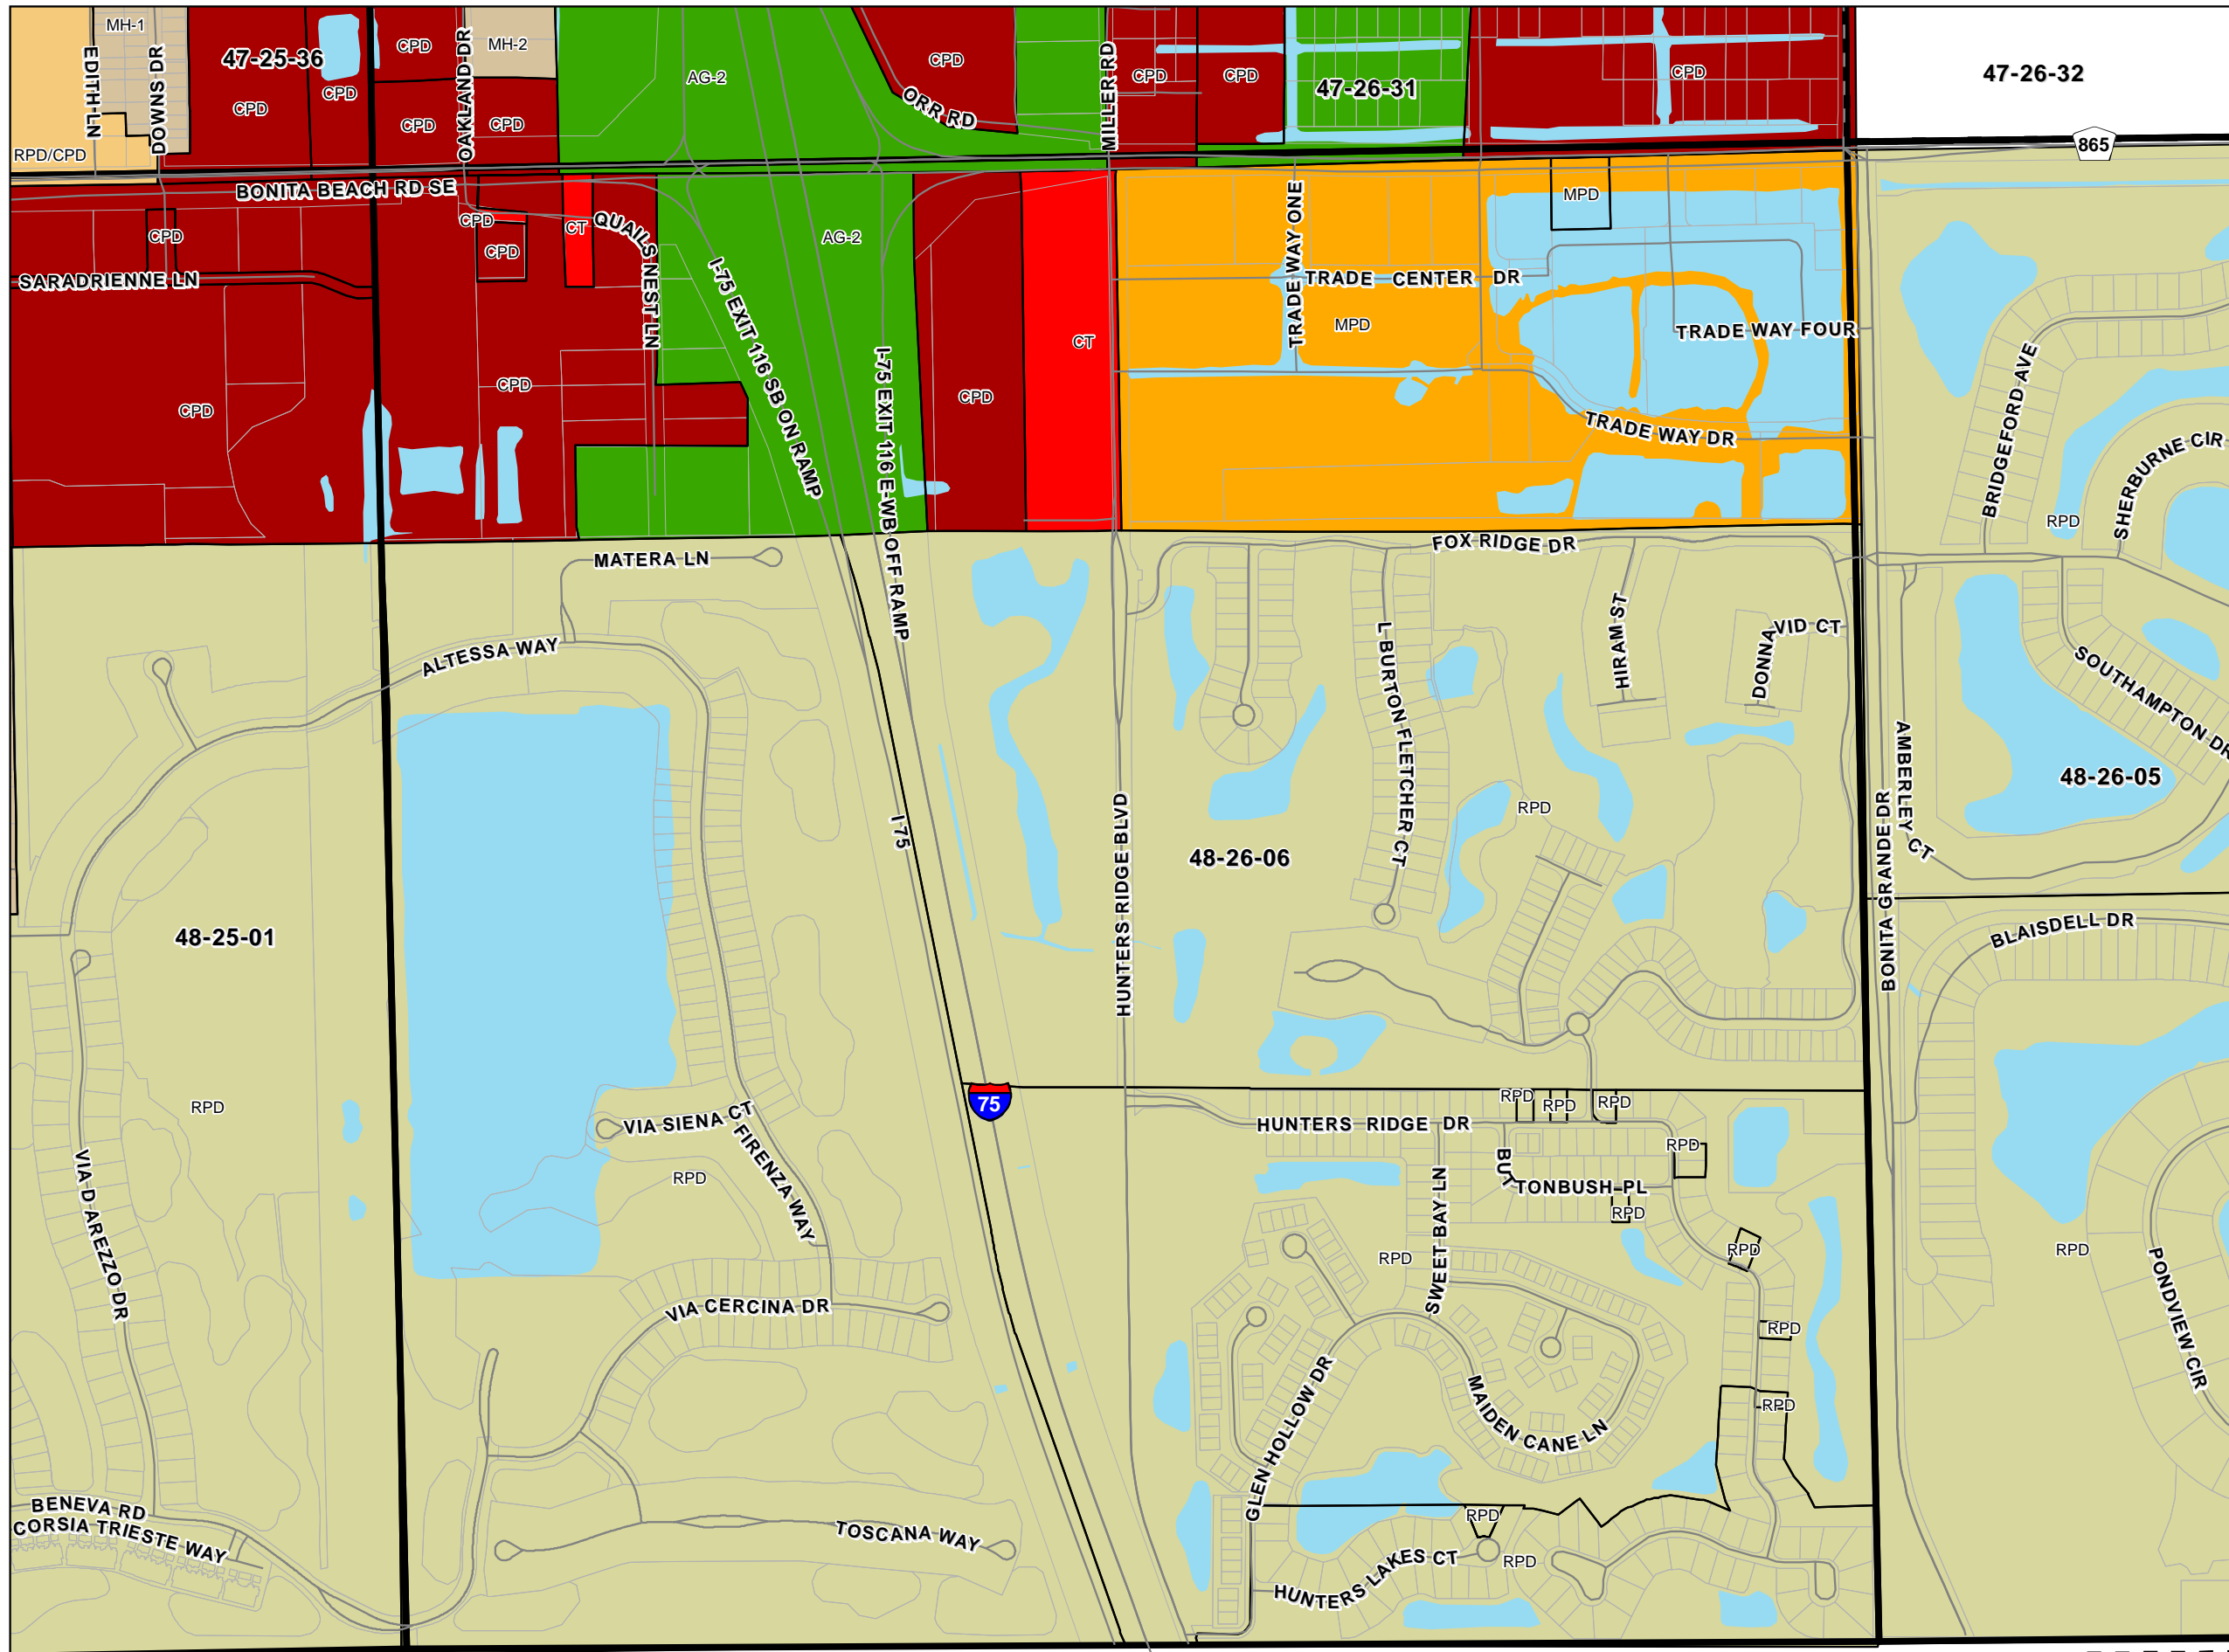 MH-1
EDITH LN
DOWNS DR
47-25-36
CPD
CPD
CPD
OAKLAND DR
MH-2
CPD
CPD
RPD/CPD
AG-2
CPD
ORR RD
MILLER RD
CPD
CPD
47-26-31
CPD
47-26-32
865
BONITA BEACH RD SE
CPD
CPD
CPD
CT
QUAILS NEST LN
SARADRIENNE LN
CPD
CPD
AG-2
I-75 EXIT 116 SB ON RAMP
I-75 EXIT 116 E-WB OFF RAMP
CPD
CT
TRADE WAY ONE
TRADE CENTER DR
MPD
MPD
TRADE WAY FOUR
TRADE WAY DR
BRIDGEFORD AVE
SHERBURNE CIR
RPD
MATERA LN
ALTESSA WAY
FOX RIDGE DR
L BURTON FLETCHER CT
HIRAM ST
DONNA
VID CT
SOUTHAMPTON DR
48-26-05
AMBERLEY CT
BONITA GRANDE DR
I 75
HUNTERS RIDGE BLVD
48-26-06
RPD
48-25-01
BLAISDELL DR
RPD
75
VIA SIENA CT
FIRENZA WAY
RPD
VIA D AREZZO DR
HUNTERS RIDGE DR
RPD
RPD
RPD
RPD
BUT
TONBUSH PL
RPD
SWEET BAY LN
RPD
RPD
RPD
PONDVIEW CIR
VIA CERCINA DR
RPD
RPD
GLEN HOLLOW DR
MAIDEN CANE LN
BENEVA RD
CORSIA TRIESTE WAY
TOSCANA WAY
RPD
HUNTERS LAKES CT
RPD